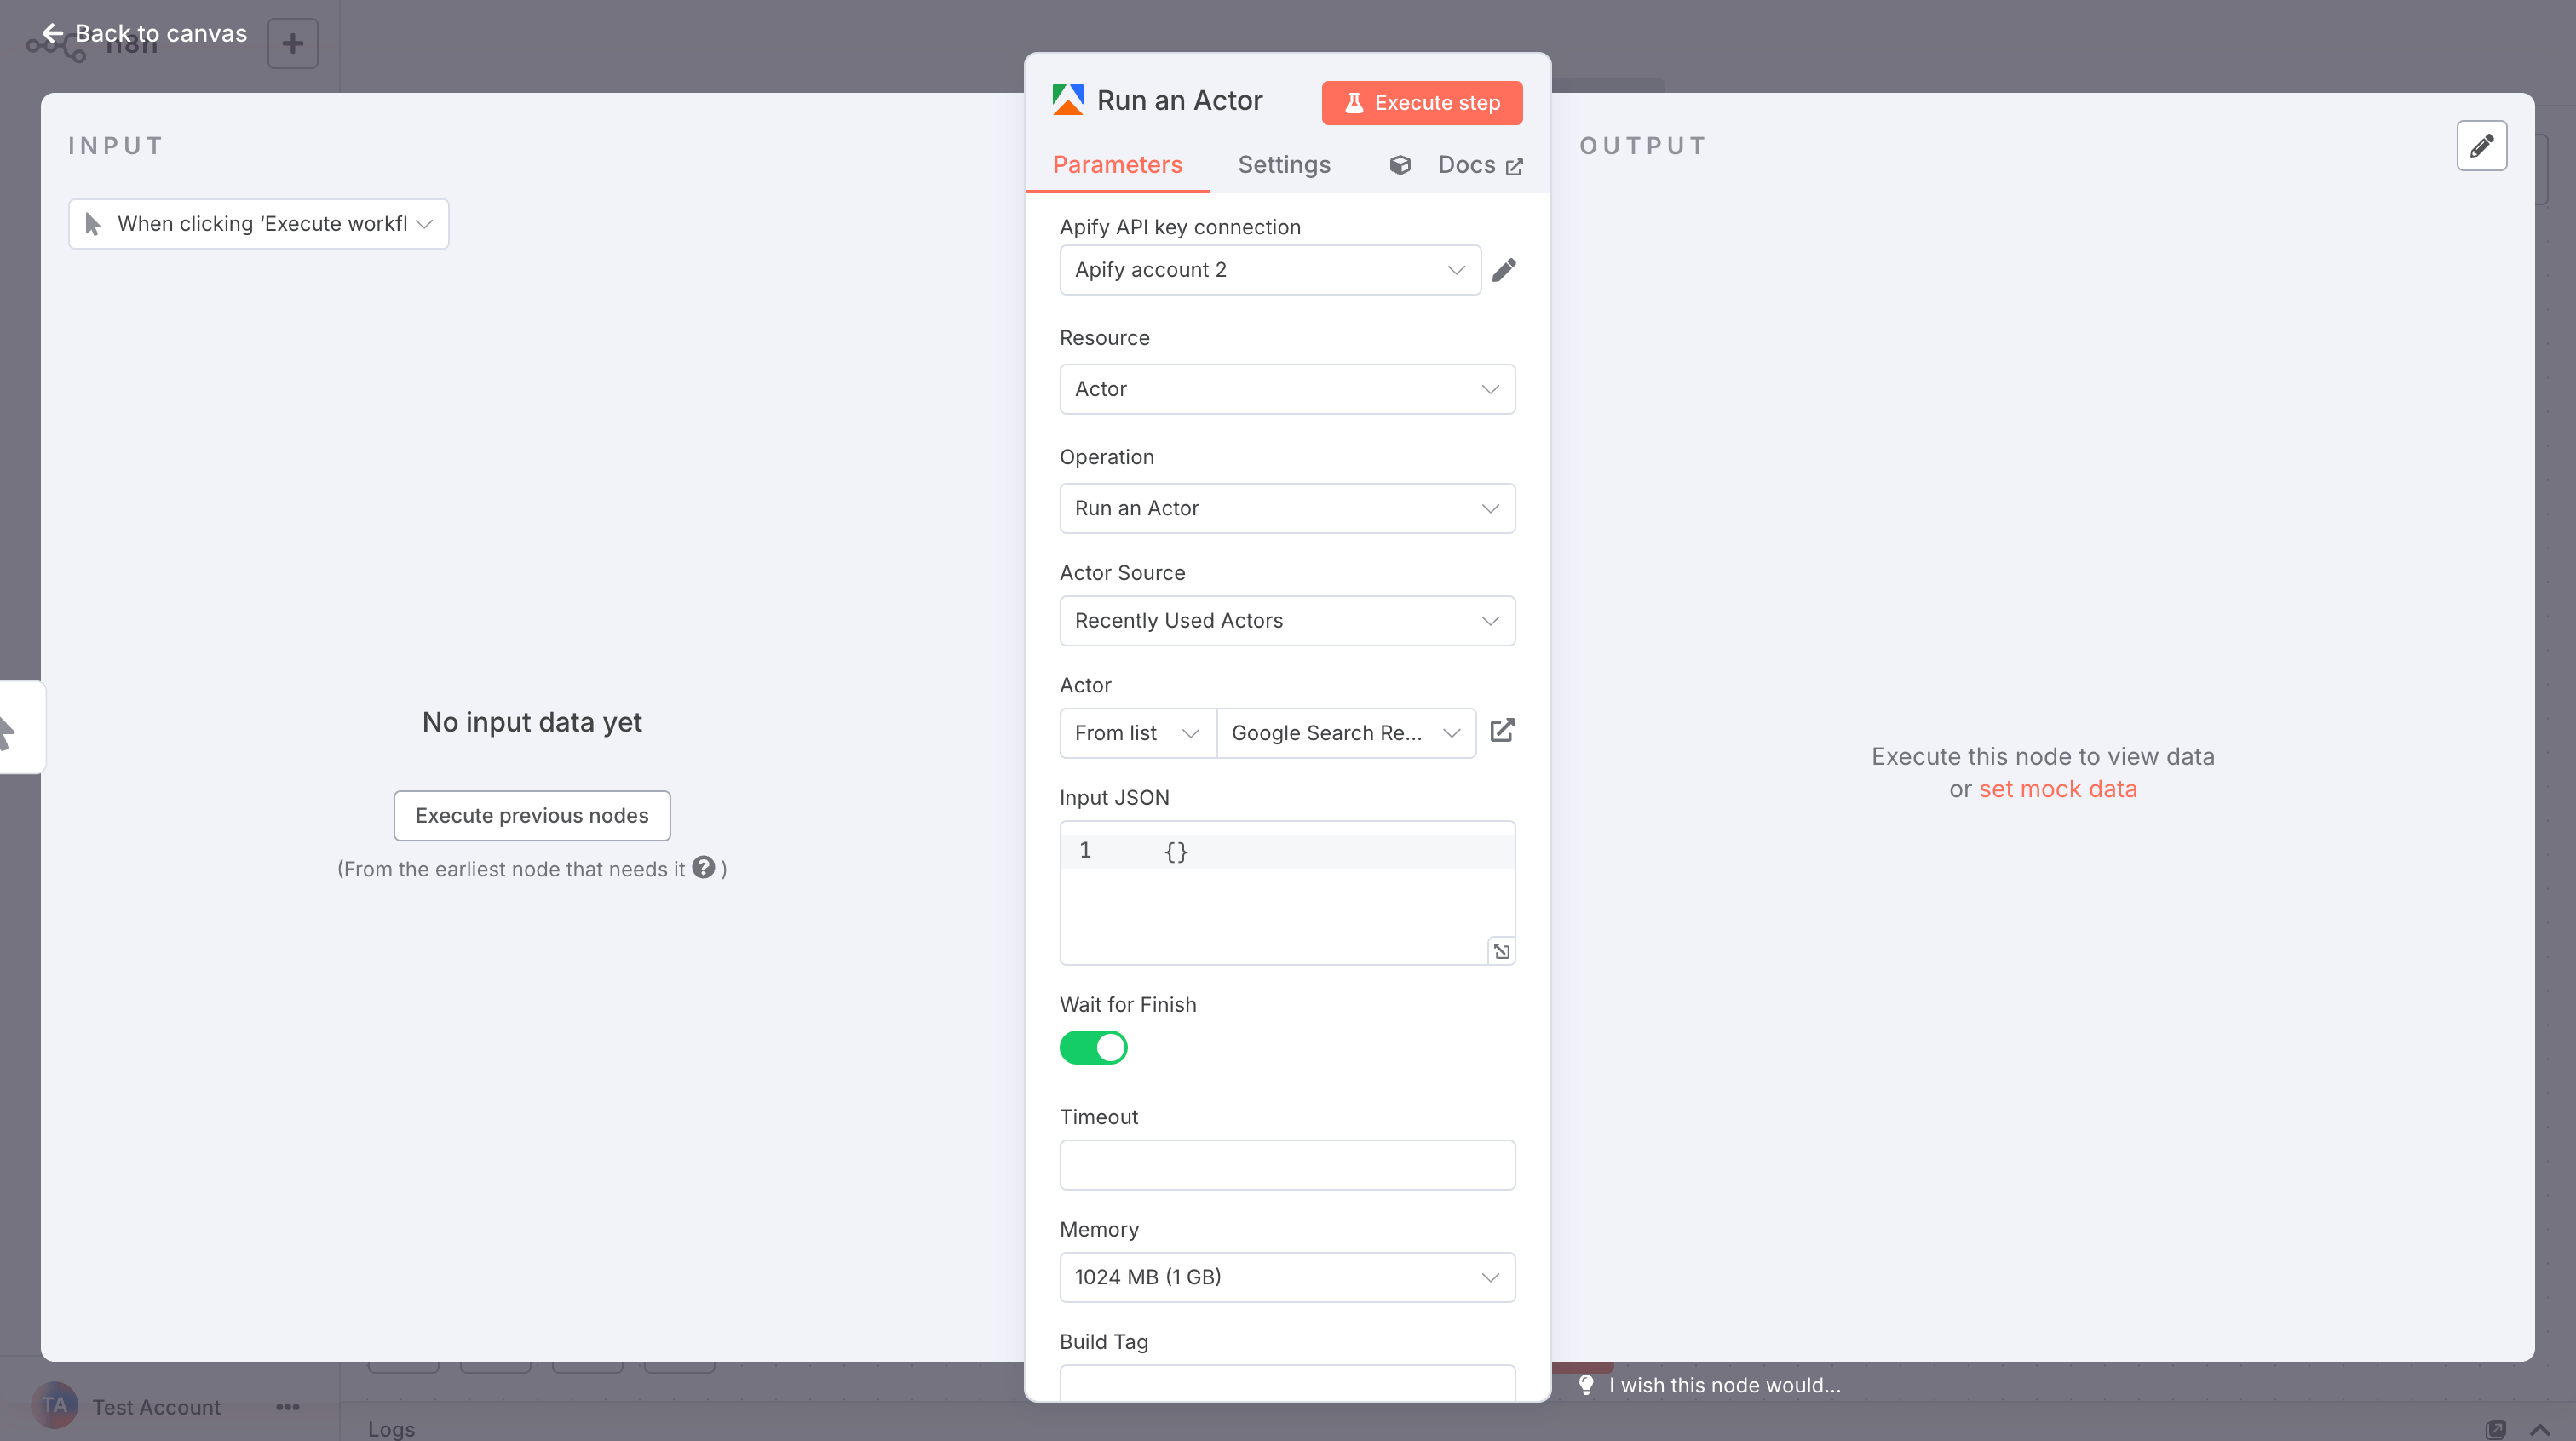 Back to canvas
n8n
INPUT
When clicking ‘Execute workfl
No input data yet
Execute previous nodes
(From the earliest node that needs it ? )
Run an Actor
Execute step
Parameters
Settings
Docs
Apify API key connection
Apify account 2
Resource
Actor
Operation
Run an Actor
Actor Source
Recently Used Actors
Actor
From list
Google Search Re...
Input JSON
1 {}
Wait for Finish
Timeout
Memory
1024 MB (1 GB)
Build Tag
OUTPUT
Execute this node to view data
or set mock data
I wish this node would...
TA
Test Account
Logs